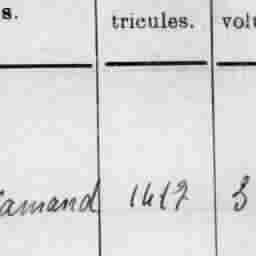 s. tricules. volu
amand 1417 3